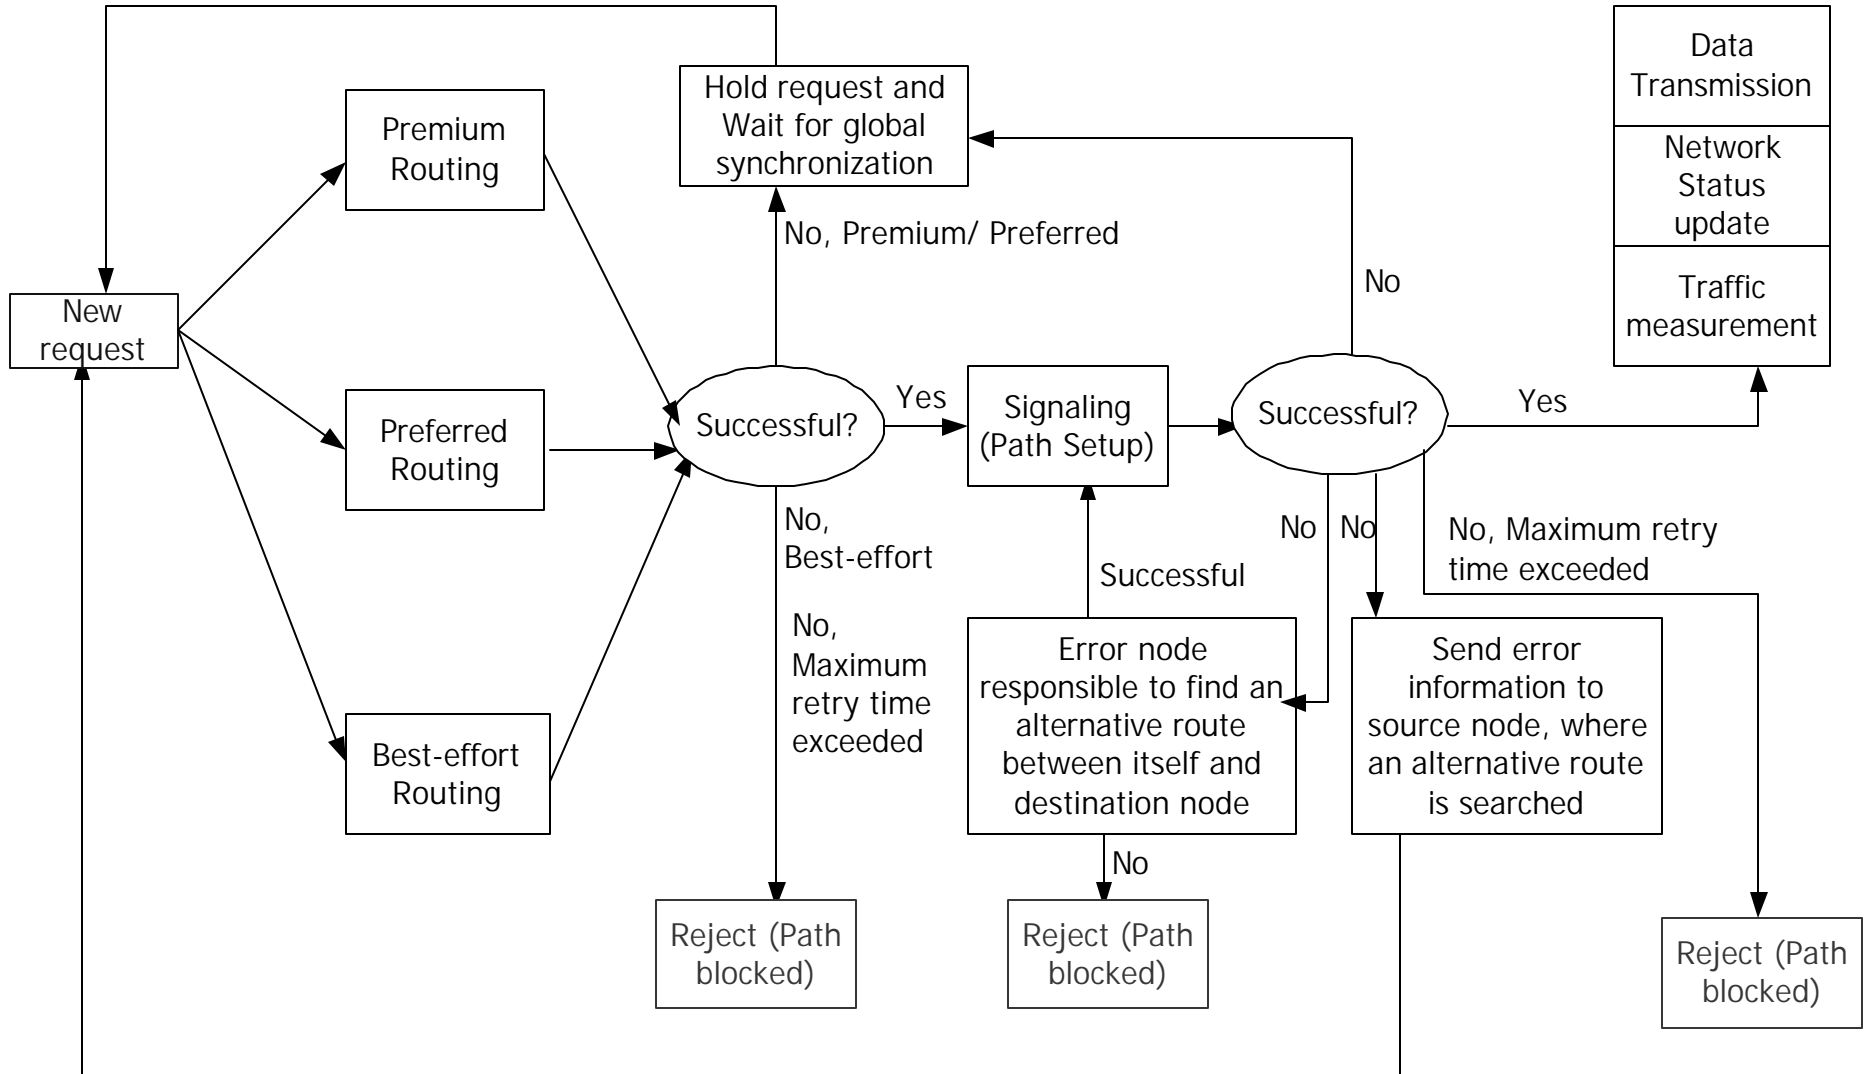 Data
Transmission
Hold request and
Wait for global
synchronization
Premium
Routing
Network
Status
update
No, Premium/ Preferred
No
Traffic
measurement
New
request
Preferred
Routing
Successful?
Yes
Signaling
(Path Setup)
Successful?
Yes
No,
Best-effort
No
No
No, Maximum retry
time exceeded
Successful
No,
Maximum
retry time
exceeded
Error node
responsible to find an
alternative route
between itself and
destination node
Send error
information to
source node, where
an alternative route
is searched
Best-effort
Routing
No
Reject (Path
blocked)
Reject (Path
blocked)
Reject (Path
blocked)